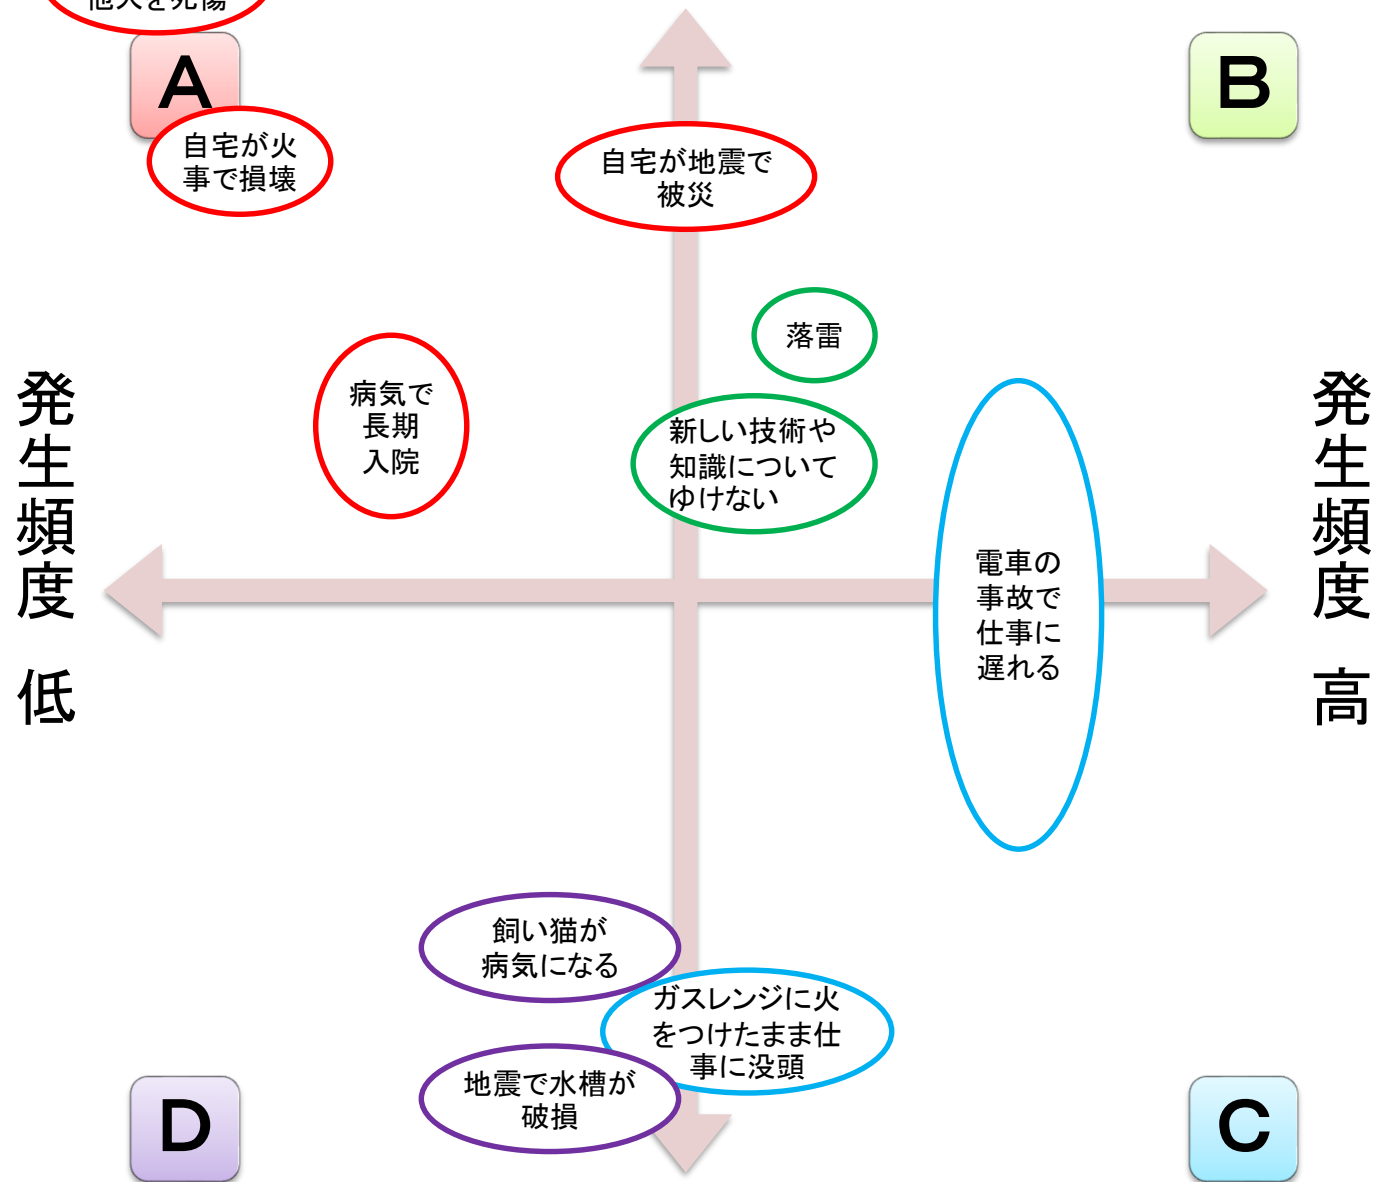 他人を死傷
A
B
自宅が火
事で損壊
自宅が地震で
被災
落雷
病気で
長期
入院
新しい技術や
知識について
ゆけない
発生頻度　低
発生頻度　高
電車の
事故で
仕事に
遅れる
飼い猫が
病気になる
ガスレンジに火
をつけたまま仕
事に没頭
地震で水槽が
破損
D
C